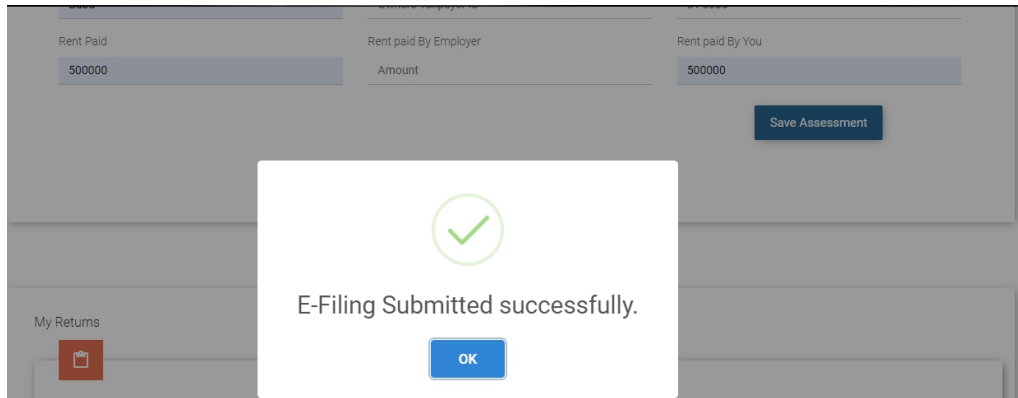 Rent Paid
Rent paid By Employer
Rent paid By You
500000
Amount
500000
Save Assessment
E-Filing Submitted successfully.
OK
My Returns